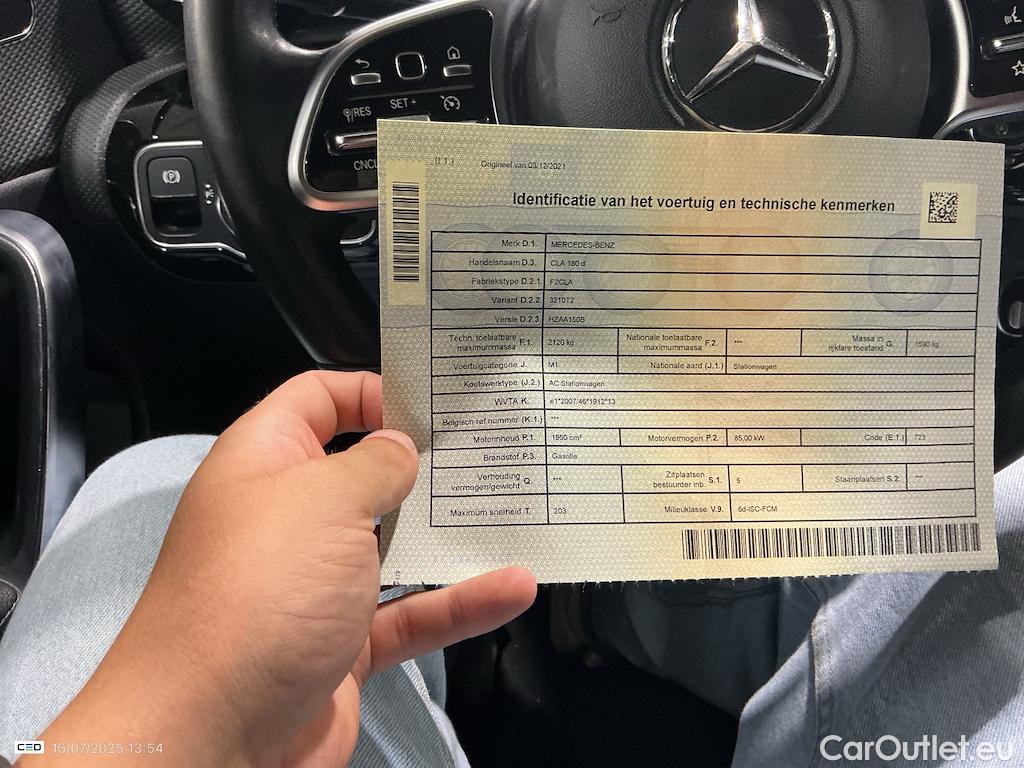 RES
SET +
CNCL
(I.1.) Origineel van 03/12/2021
Identificatie van het voertuig en technische kenmerken
Merk D.1. MERCEDES-BENZ
Handelsnaam D.3. CLA 180 d
Fabriekstype D.2.1. F2CLA
Variant D.2.2. 3210T2
Versie D.2.3. HZAA150B
Techn. toelaatbare maximummassa F.1. 2120 kg Nationale toelaatbare maximummassa F.2. *** Massa in rijklare toestand G. 1590 kg
Voertuigcategorie J. M1 Nationale aard (J.1.) Stationwagen
Koetswerktype (J.2.) AC Stationwagen
WVTA K. e1*2007/46*1912*13
Belgisch ref nummer (K.1.) ***
Motorinhoud P.1. 1950 cm³ Motorvermogen P.2. 85,00 kW Code (E.1.) 723
Brandstof P.3. Gasolie
Verhouding vermogen/gewicht Q. *** Zitplaatsen bestuurder inb. S.1. 5 Staanplaatsen S.2. ***
Maximum snelheid T. 203 Milieuklasse V.9. 6d-ISC-FCM
CEO 16/07/2025 13:54
CarOutlet.eu